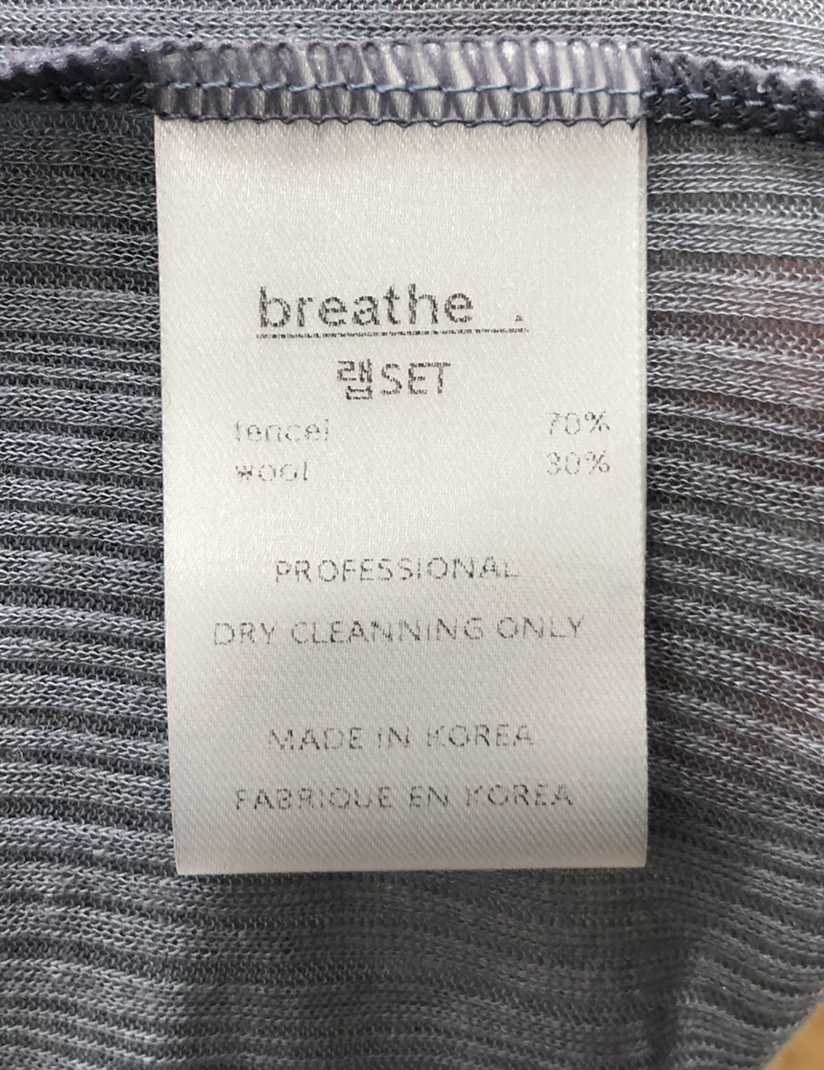 breathe .
랩SET
tencel 70%
wool 30%
PROFESSIONAL
DRY CLEANNING ONLY
MADE IN KOREA
FABRIQUE EN KOREA